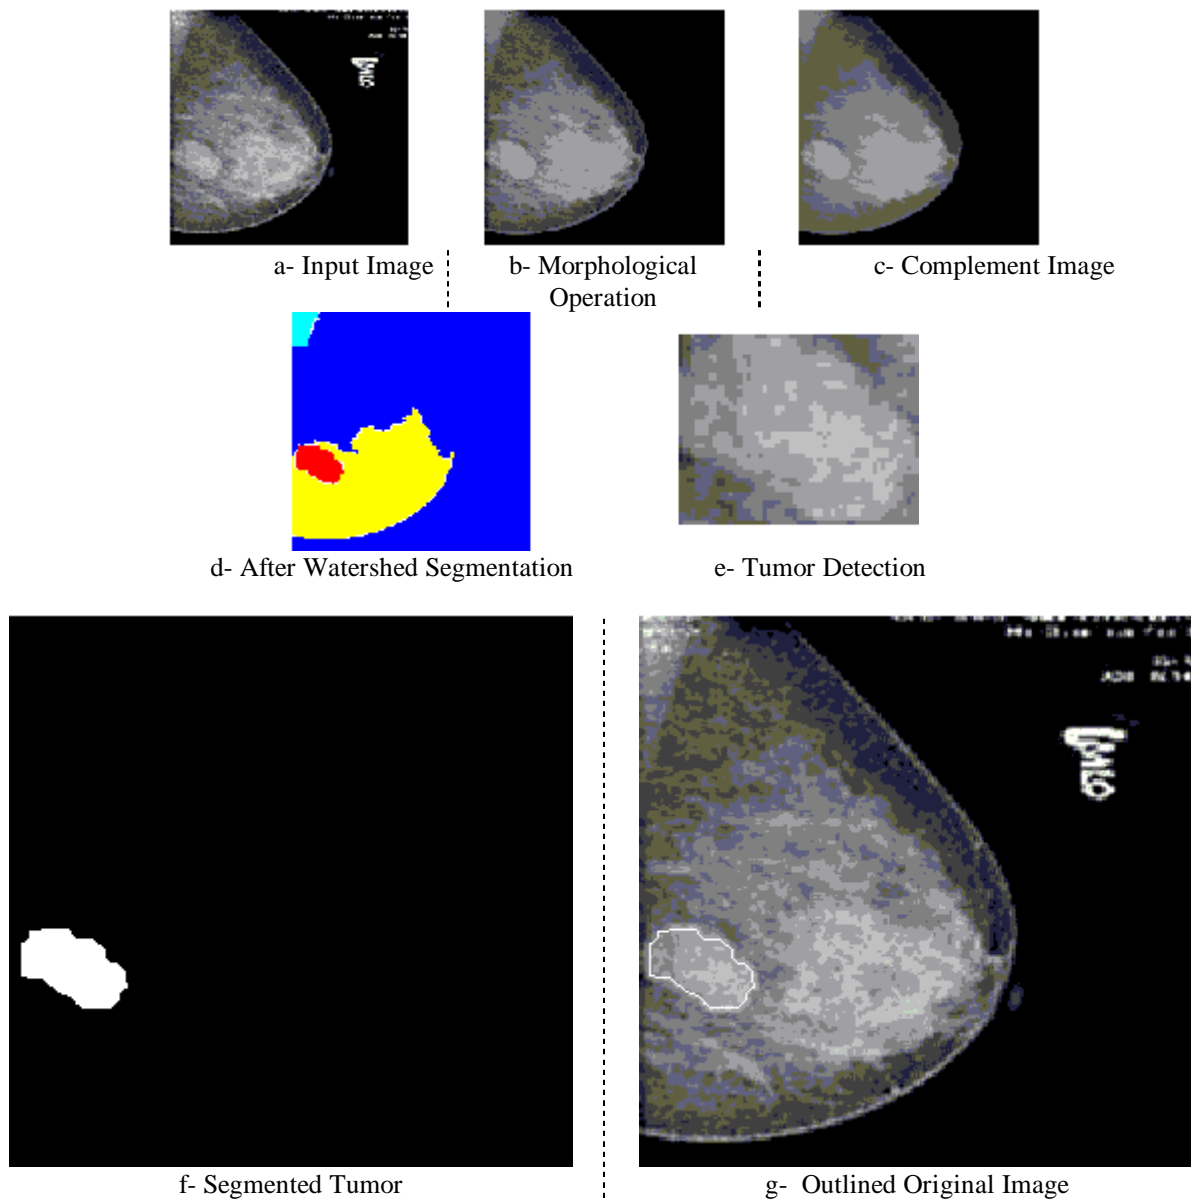 a- Input Image
b- Morphological
Operation
c- Complement Image
d- After Watershed Segmentation
e- Tumor Detection
f- Segmented Tumor
g- Outlined Original Image